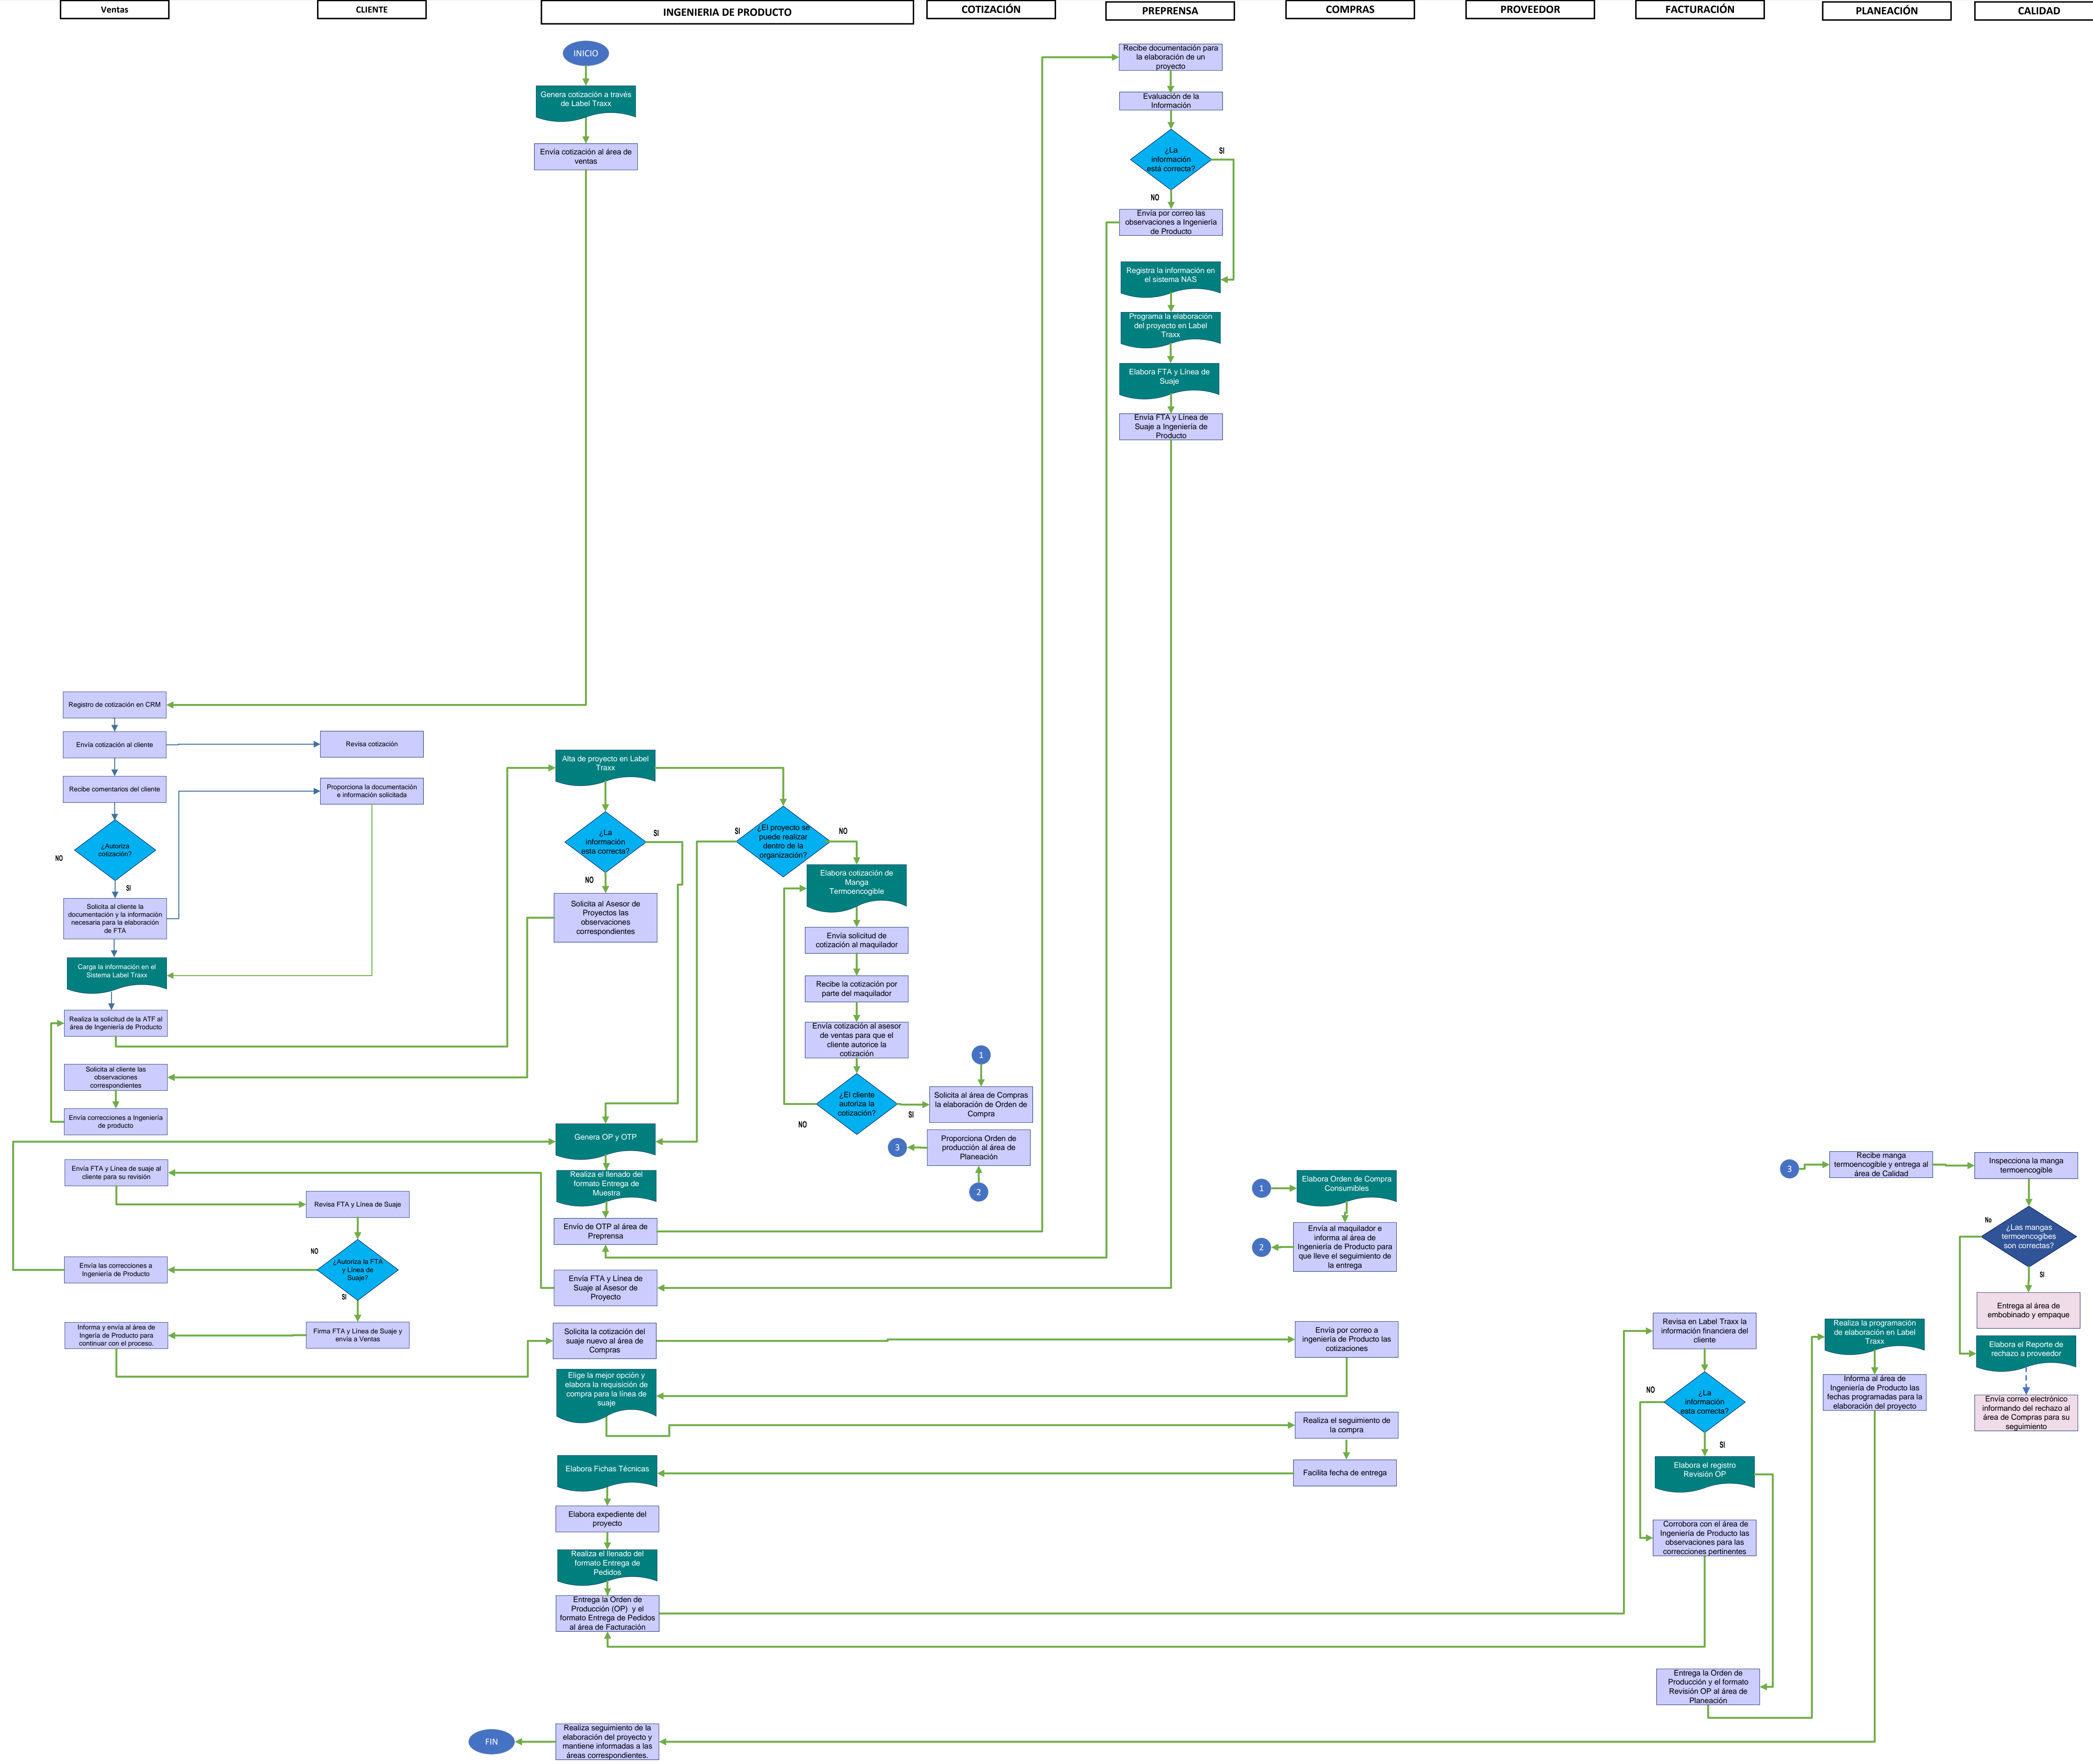 Ventas
CLIENTE
INGENIERIA DE PRODUCTO
COTIZACIÓN
PREPRENSA
COMPRAS
PROVEEDOR
FACTURACIÓN
PLANEACIÓN
CALIDAD
INICIO
Genera cotización a través
de Label Traxx
Envía cotización al área de
ventas
Recibe documentación para
la elaboración de un
proyecto
Evaluación de la
Información
¿La
información
está correcta?
SI
NO
Envía por correo las
observaciones a Ingeniería
de Producto
Registra la información en
el sistema NAS
Programa la elaboración
del proyecto en Label
Traxx
Elabora FTA y Línea de
Suaje
Envía FTA y Línea de
Suaje a Ingeniería de
Producto
Registro de cotización en CRM
Envía cotización al cliente
Recibe comentarios del cliente
¿Autoriza
cotización?
NO
SI
Solicita al cliente la
documentación y la información
necesaria para la elaboración
de FTA
Carga la información en el
Sistema Label Traxx
Realiza la solicitud de la ATF al
área de Ingeniería de Producto
Solicita al cliente las
observaciones
correspondientes
Envía correcciones a Ingeniería
de producto
Envía FTA y Línea de suaje al
cliente para su revisión
Envía las correcciones a
Ingeniería de Producto
Informa y envía al área de
Ingería de Producto para
continuar con el proceso.
Revisa cotización
Proporciona la documentación
e información solicitada
Revisa FTA y Línea de Suaje
NO
¿Autoriza la FTA
y Línea de
Suaje?
SI
Firma FTA y Línea de Suaje y
envía a Ventas
Alta de proyecto en Label
Traxx
¿La
información
esta correcta?
SI
NO
Solicita al Asesor de
Proyectos las
observaciones
correspondientes
SI
¿El proyecto se
puede realizar
dentro de la
organización?
NO
Elabora cotización de
Manga
Termoencogible
Envía solicitud de
cotización al maquilador
Recibe la cotización por
parte del maquilador
Envía cotización al asesor
de ventas para que el
cliente autorice la
cotización
¿El cliente
autoriza la
cotización?
SI
NO
Genera OP y OTP
Realiza el llenado del
formato Entrega de
Muestra
Envío de OTP al área de
Preprensa
Envía FTA y Línea de
Suaje al Asesor de
Proyecto
Solicita la cotización del
suaje nuevo al área de
Compras
Elige la mejor opción y
elabora la requisición de
compra para la línea de
suaje
Elabora Fichas Técnicas
Elabora expediente del
proyecto
Realiza el llenado del
formato Entrega de
Pedidos
Entrega la Orden de
Producción (OP) y el
formato Entrega de Pedidos
al área de Facturación
Realiza seguimiento de la
elaboración del proyecto y
mantiene informadas a las
áreas correspondientes.
FIN
1
Solicita al área de Compras
la elaboración de Orden de
Compra
3
Proporciona Orden de
producción al área de
Planeación
2
1
Elabora Orden de Compra
Consumibles
2
Envía al maquilador e
informa al área de
Ingeniería de Producto para
que lleve el seguimiento de
la entrega
Envía por correo a
ingeniería de Producto las
cotizaciones
Realiza el seguimiento de
la compra
Facilita fecha de entrega
Revisa en Label Traxx la
información financiera del
cliente
NO
¿La
información
esta correcta?
SI
Elabora el registro
Revisión OP
Corrobora con el área de
Ingeniería de Producto las
observaciones para las
correcciones pertinentes
Entrega la Orden de
Producción y el formato
Revisión OP al área de
Planeación
3
Recibe manga
termoencogible y entrega al
área de Calidad
Realiza la programación
de elaboración en Label
Traxx
Informa al área de
Ingeniería de Producto las
fechas programadas para la
elaboración del proyecto
Inspecciona la manga
termoencogible
No
¿Las mangas
termoencogibes
son correctas?
SI
Entrega al área de
embobinado y empaque
Elabora el Reporte de
rechazo a proveedor
Envía correo electrónico
informando del rechazo al
área de Compras para su
seguimiento